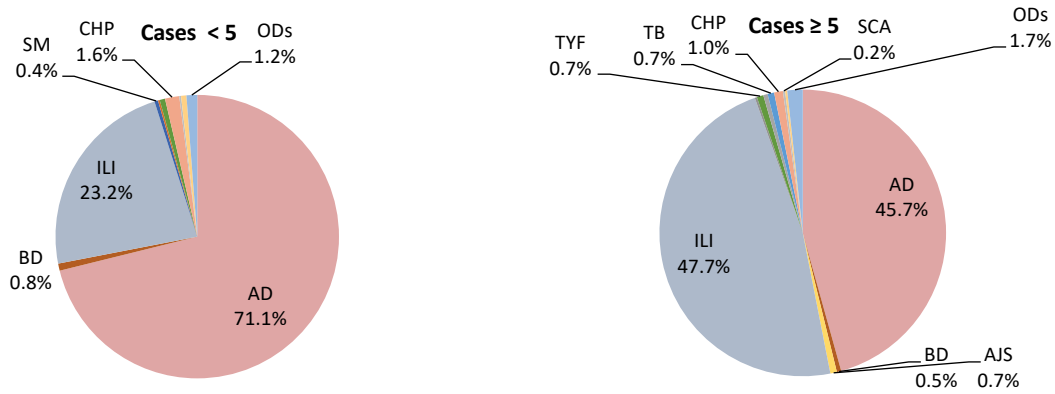 Cases < 5
SM
0.4%
CHP
1.6%
ODs
1.2%
ILI
23.2%
BD
0.8%
AD
71.1%
Cases ≥ 5
TYF
0.7%
TB
0.7%
CHP
1.0%
SCA
0.2%
ODs
1.7%
AD
45.7%
ILI
47.7%
BD
0.5%
AJS
0.7%